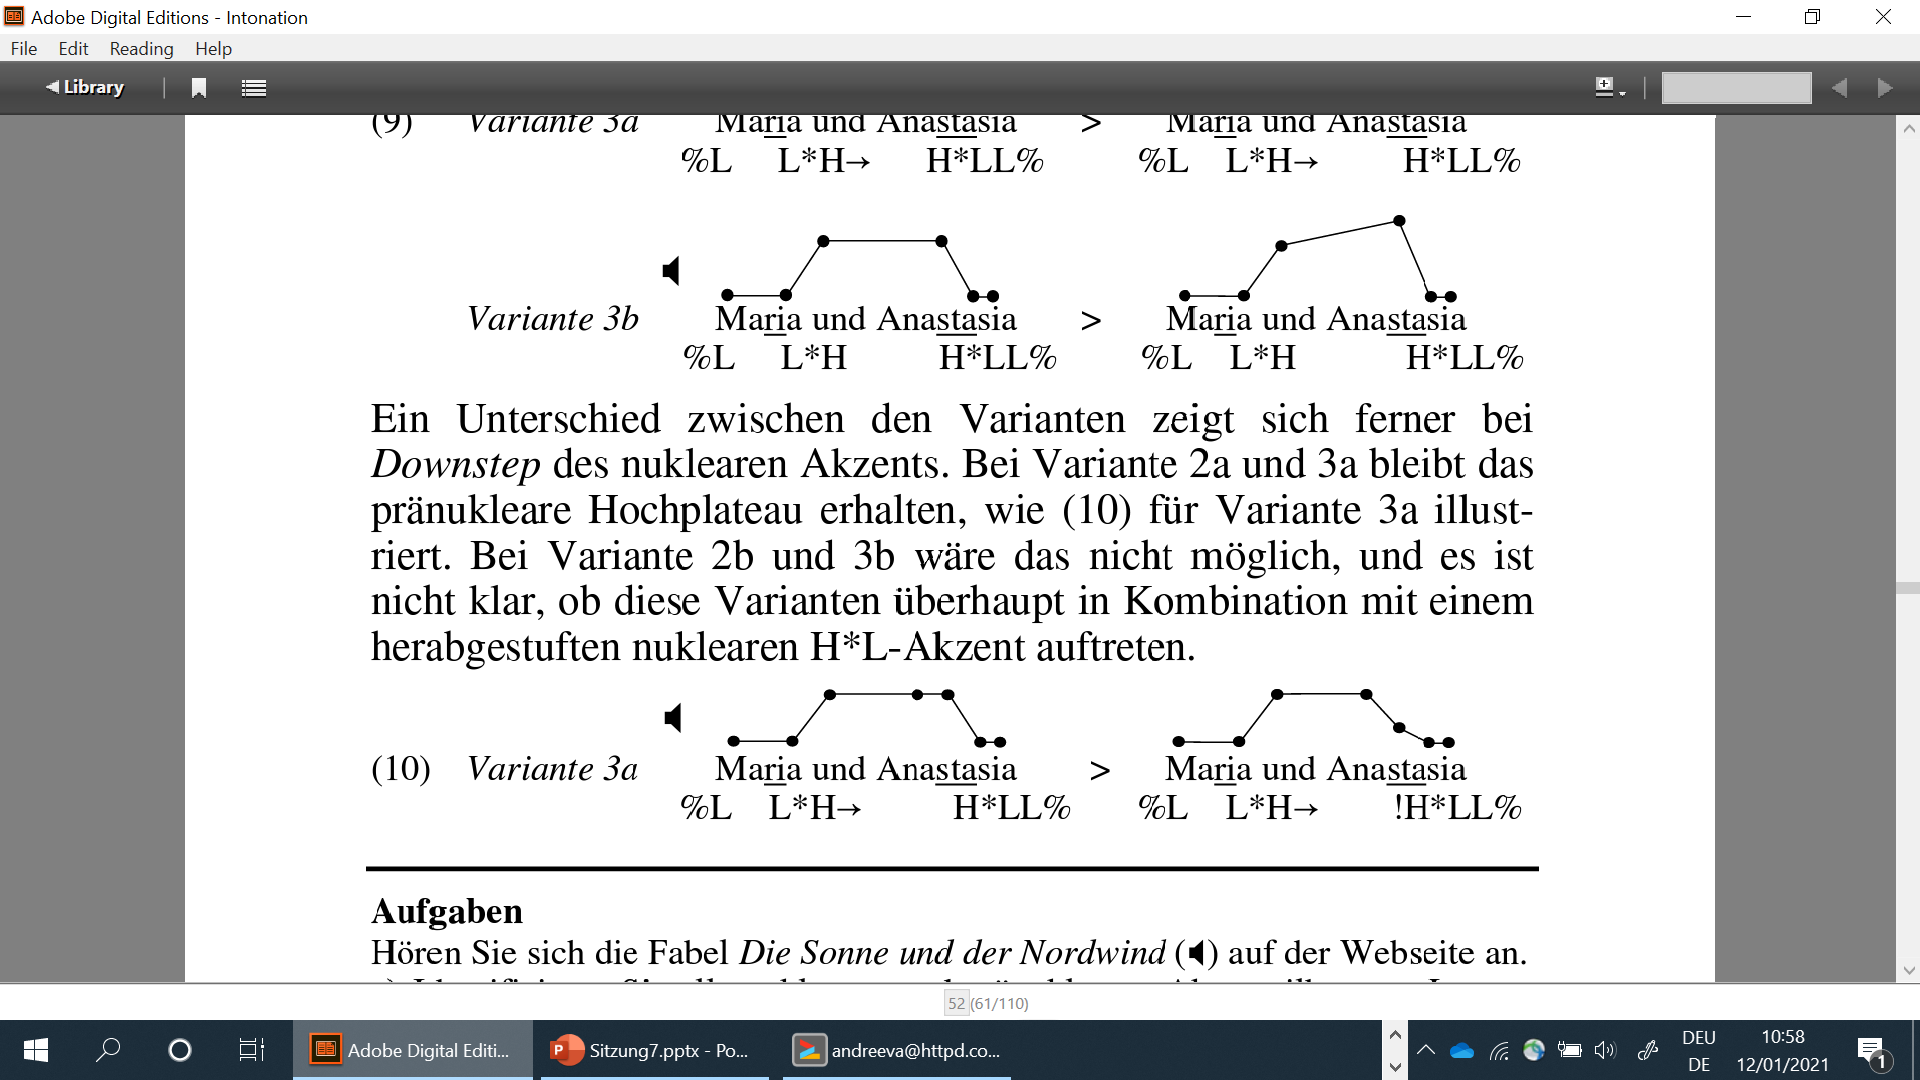 Adobe Digital Editions - Intonation
File Edit Reading Help
Library
(9) Variante 3a Maria und Anastasia > Maria und Anastasia
%L L*H→ H*LL% %L L*H→ H*LL%
Variante 3b Maria und Anastasia > Maria und Anastasia
%L L*H H*LL% %L L*H H*LL%
Ein Unterschied zwischen den Varianten zeigt sich ferner bei
Downstep des nuklearen Akzents. Bei Variante 2a und 3a bleibt das
pränukleare Hochplateau erhalten, wie (10) für Variante 3a illust-
riert. Bei Variante 2b und 3b wäre das nicht möglich, und es ist
nicht klar, ob diese Varianten überhaupt in Kombination mit einem
herabgestuften nuklearen H*L-Akzent auftreten.
(10) Variante 3a Maria und Anastasia > Maria und Anastasia
%L L*H→ H*LL% %L L*H→ !H*LL%
Aufgaben
Hören Sie sich die Fabel Die Sonne und der Nordwind () auf der Webseite an.
52 (61/110)
Adobe Digital Editi...
Sitzung7.pptx - Po...
andreeva@httpd.co...
DEU
DE
10:58
12/01/2021
1